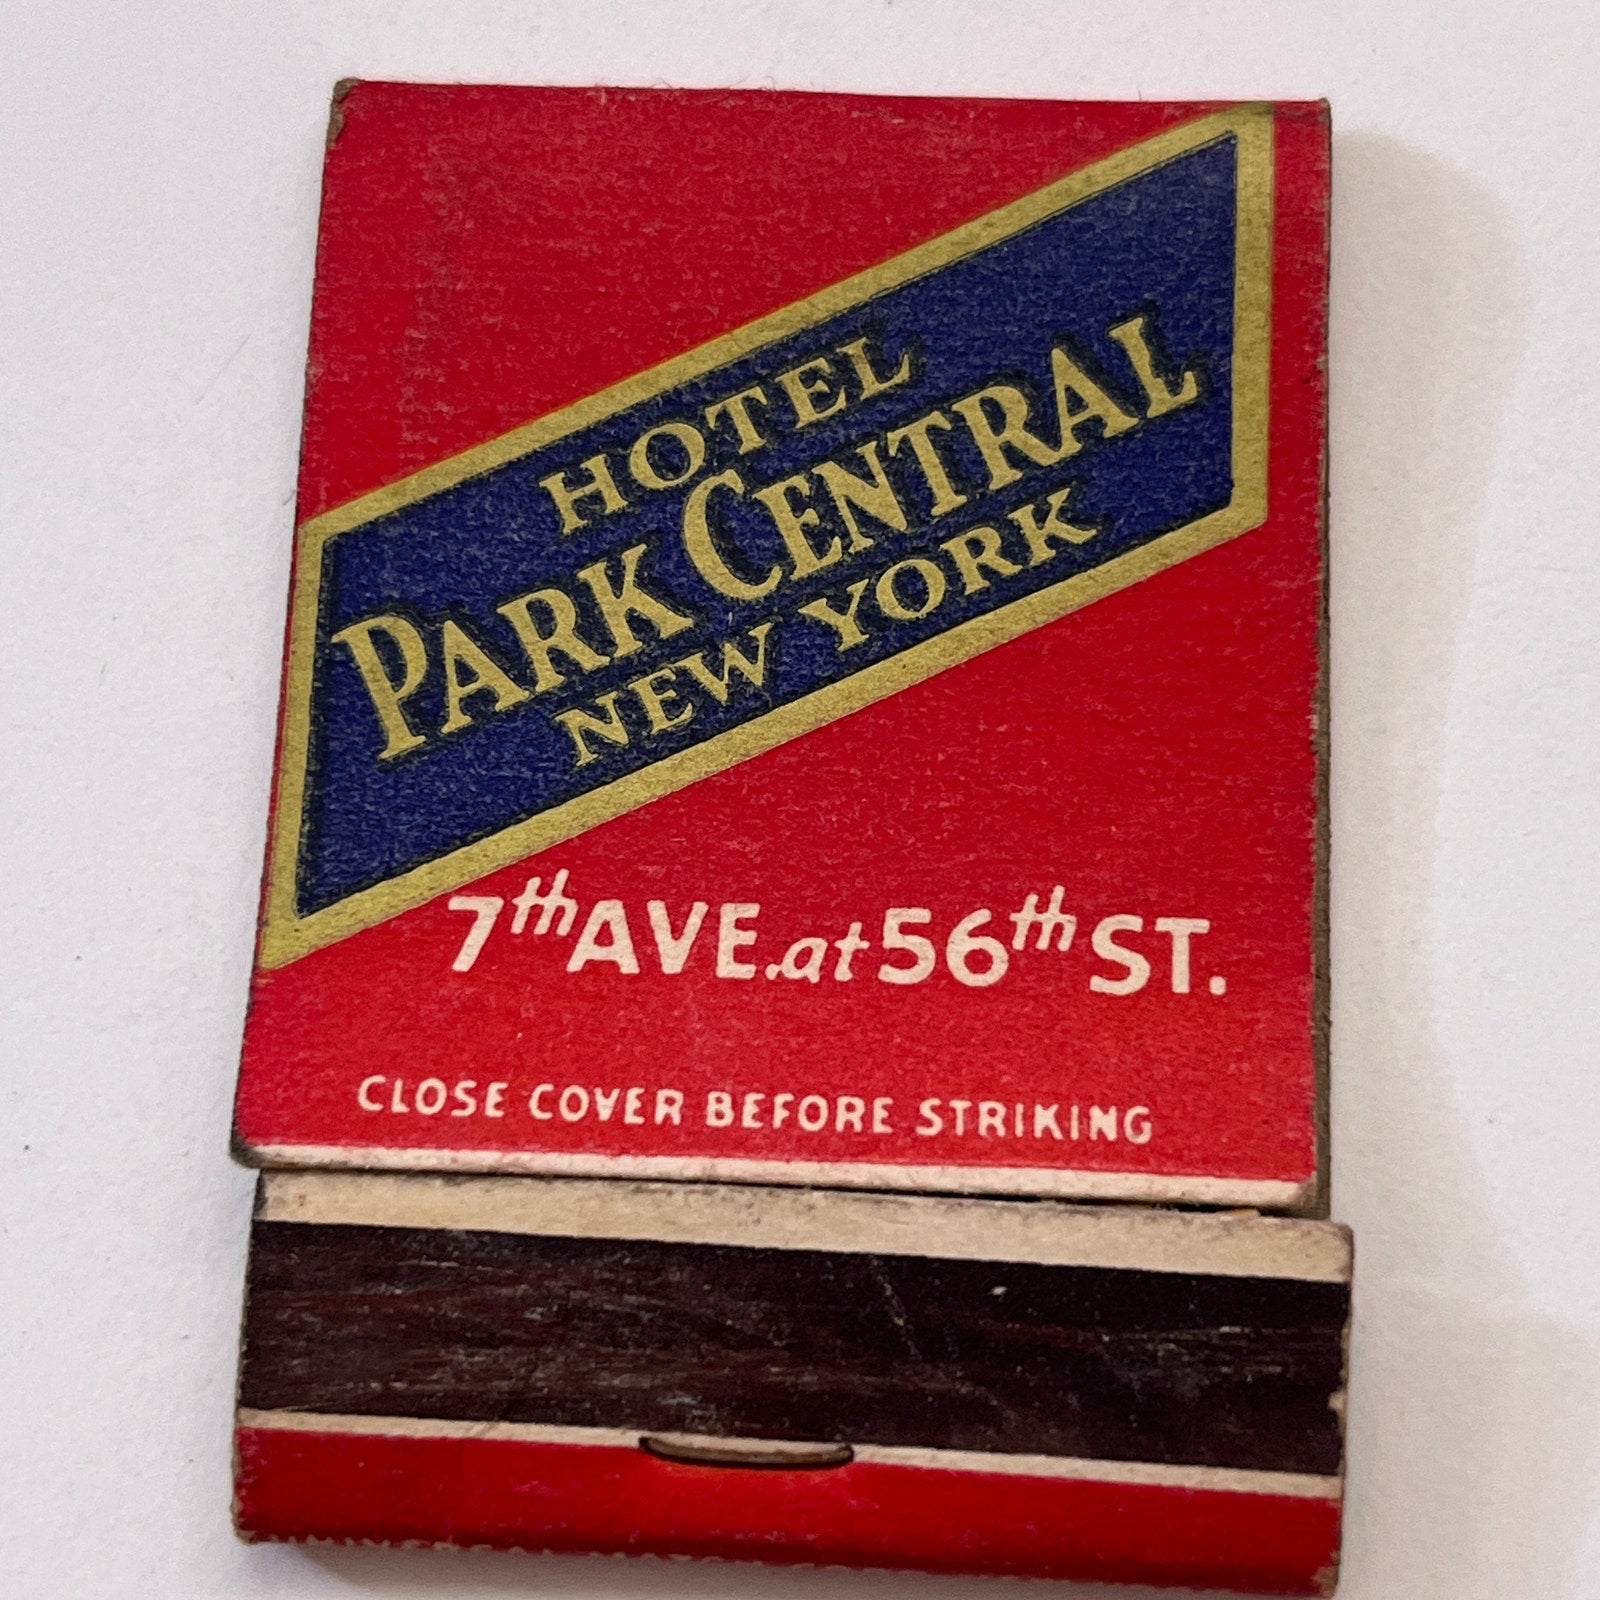 HOTEL
PARK CENTRAL
NEW YORK
7th AVE. at 56th ST.
CLOSE COVER BEFORE STRIKING